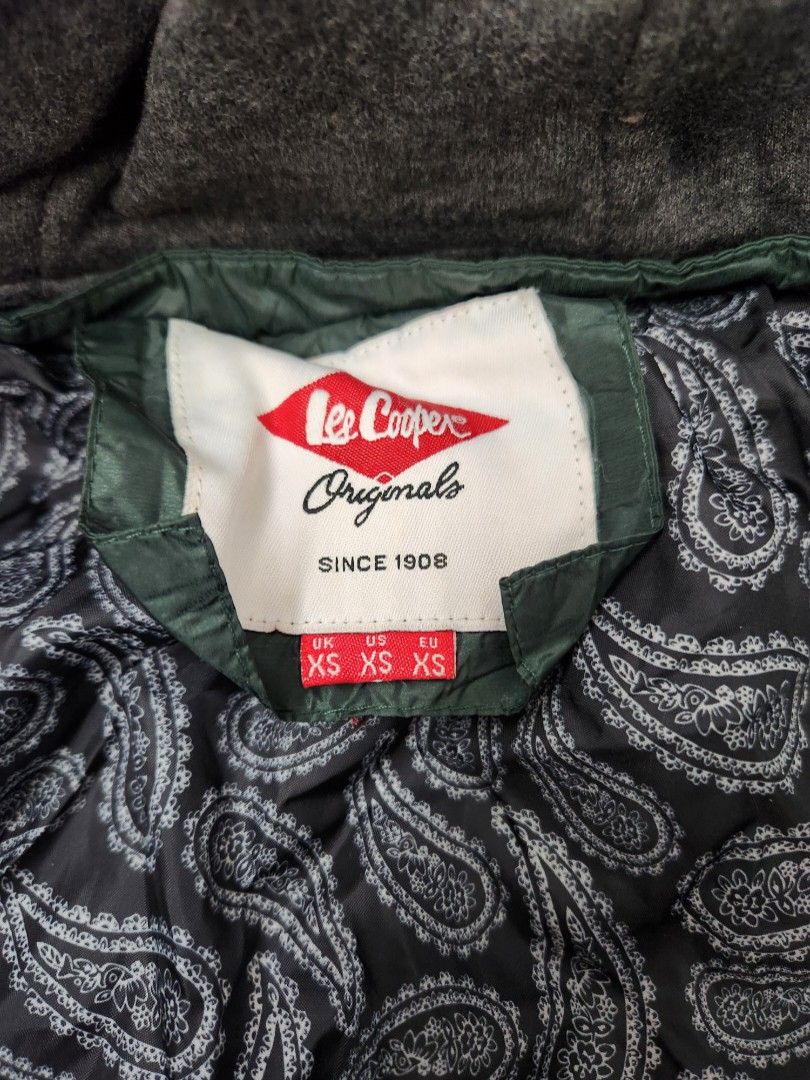 Lee Cooper
Originals
SINCE 1908
UK US EU
XS XS XS